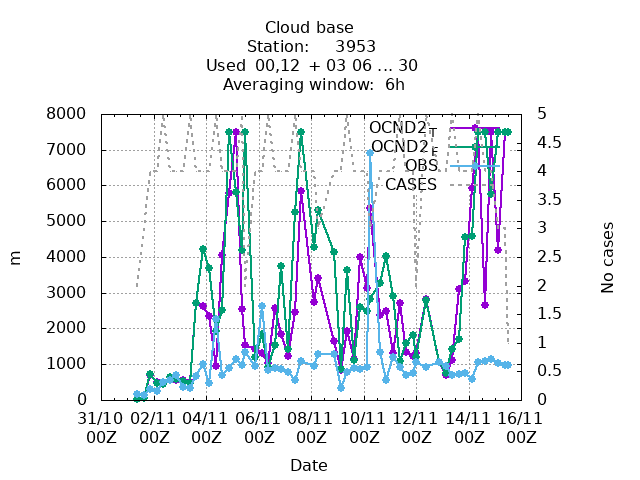 Cloud base
Station: 3953
Used 00,12 + 03 06 ... 30
Averaging window: 6h
8000
7000
6000
5000
4000
3000
2000
1000
0
m
5
4.5
4
3.5
3
2.5
2
1.5
1
0.5
0
No cases
OCND2_T
OCND2_F
OBS
CASES
31/10 02/11 04/11 06/11 08/11 10/11 12/11 14/11 16/11
00Z 00Z 00Z 00Z 00Z 00Z 00Z 00Z 00Z
Date